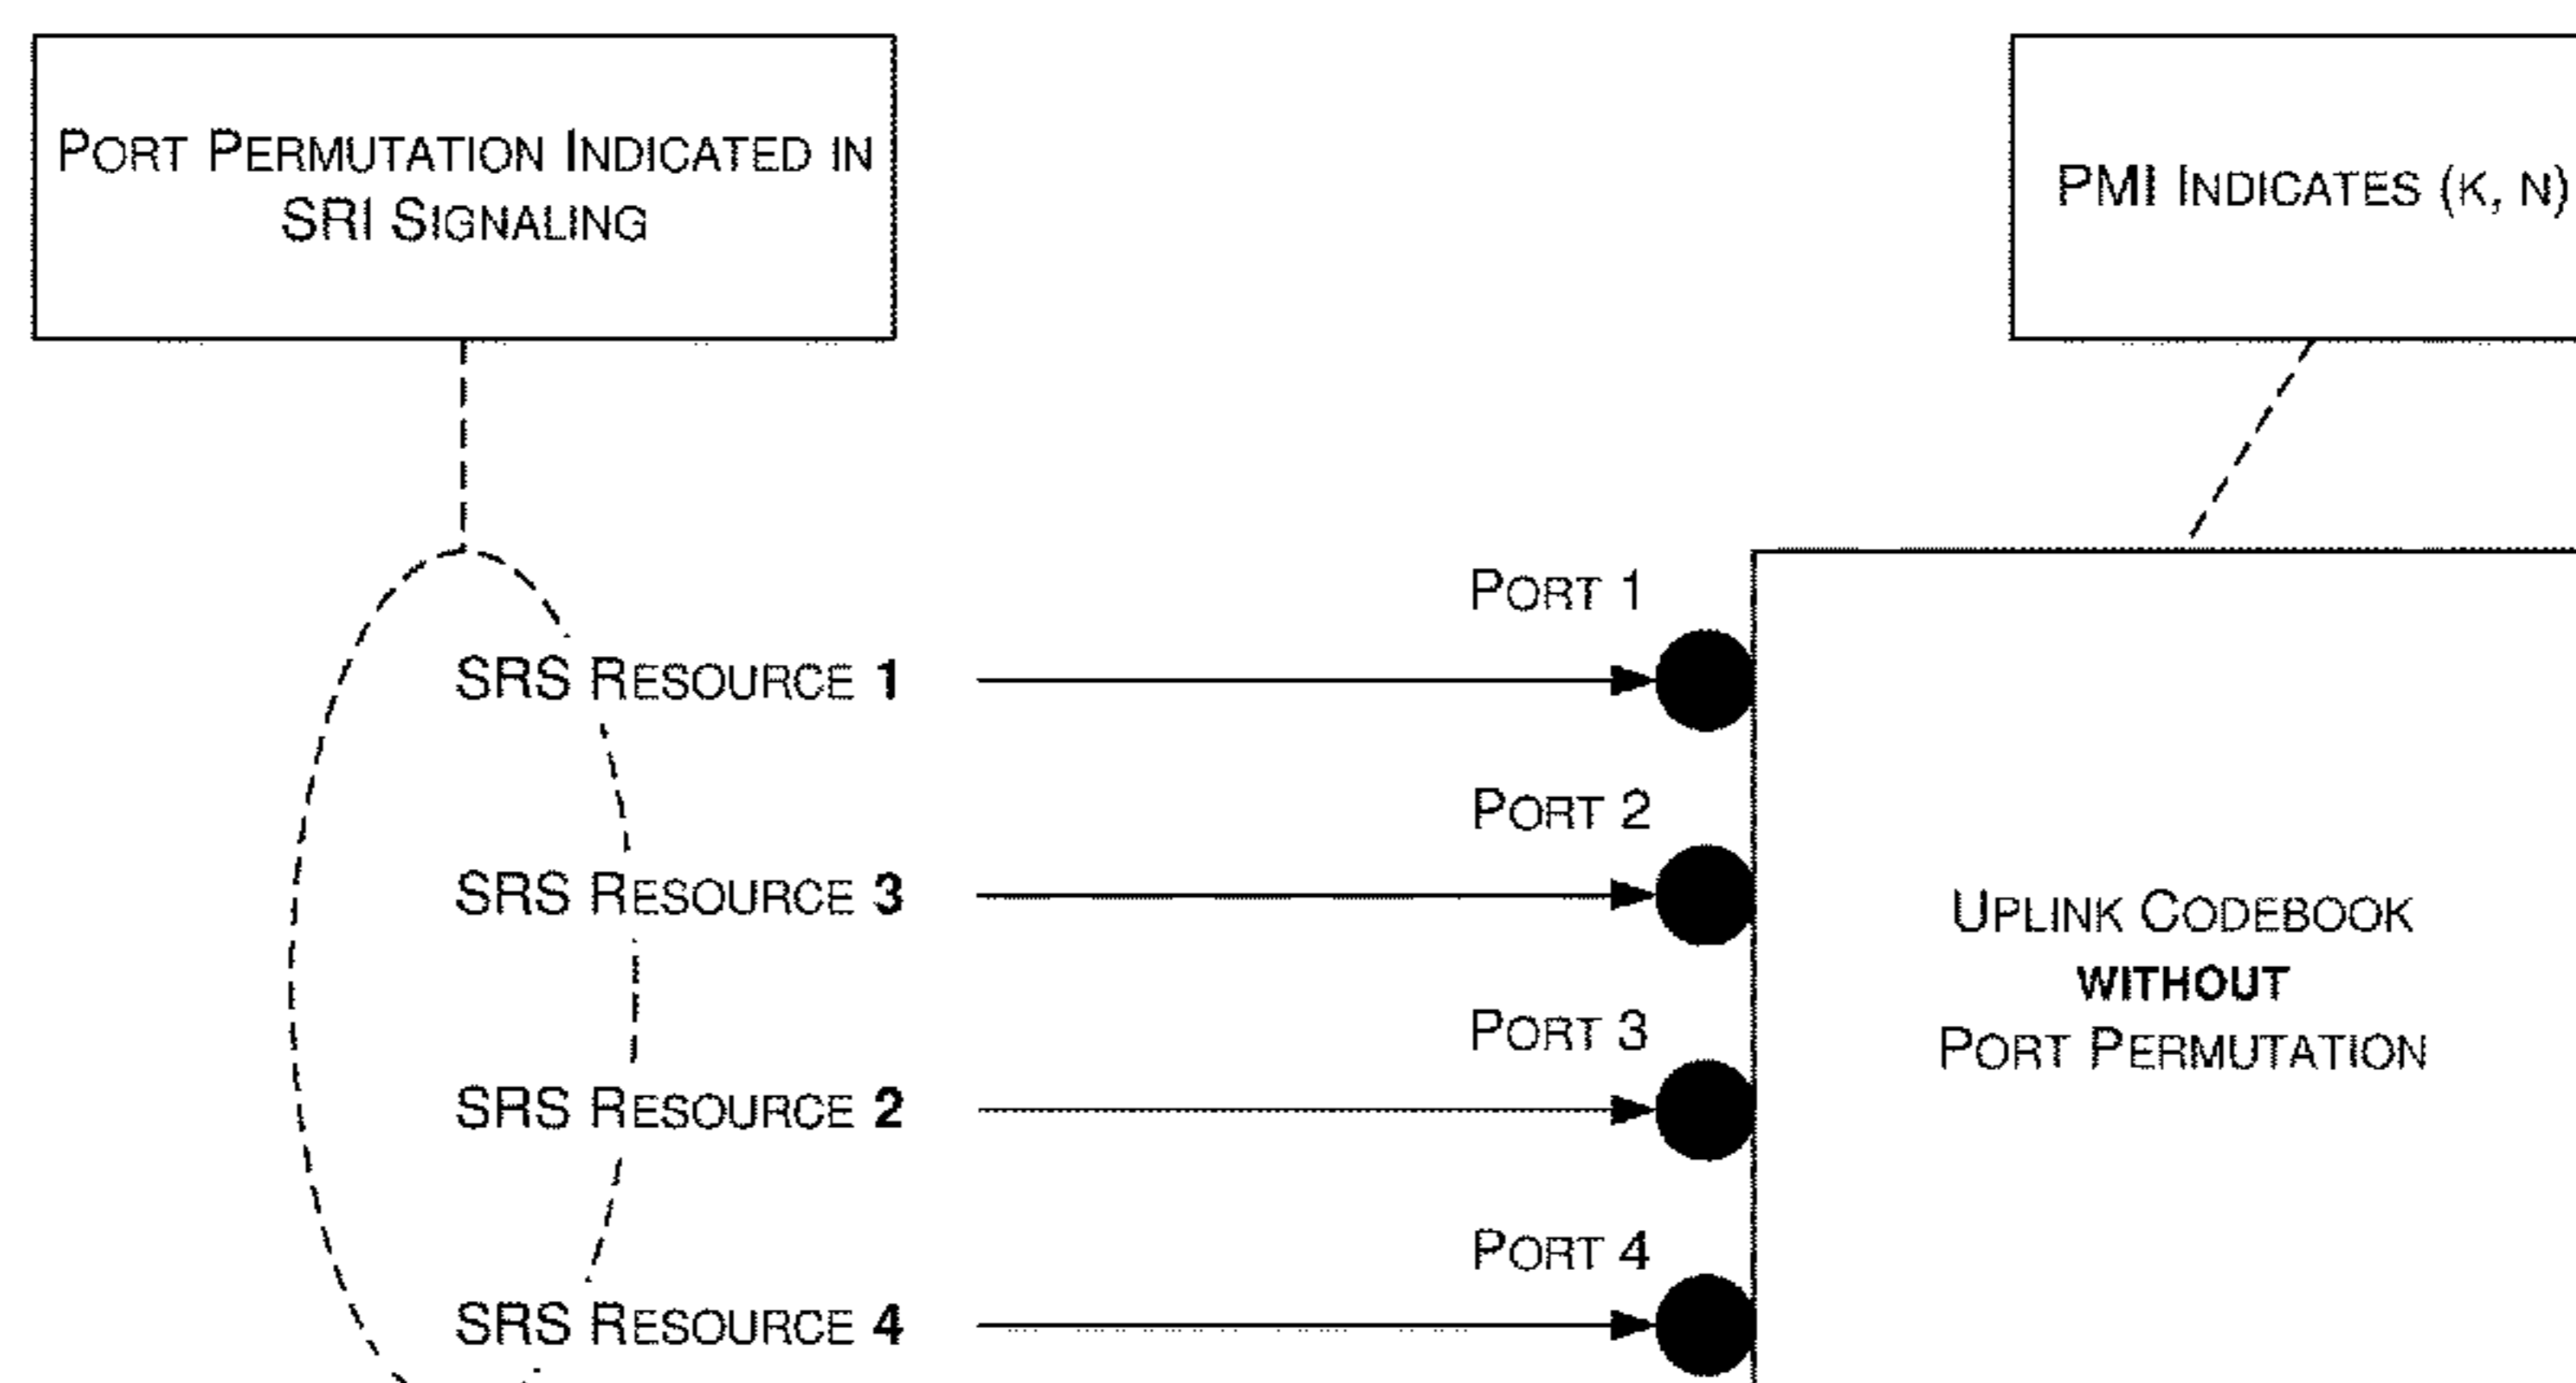 PORT PERMUTATION INDICATED IN
SRI SIGNALING
PMI INDICATES (K, N)
PORT 1
SRS RESOURCE 1
PORT 2
SRS RESOURCE 3
PORT 3
SRS RESOURCE 2
PORT 4
SRS RESOURCE 4
UPLINK CODEBOOK
WITHOUT
PORT PERMUTATION